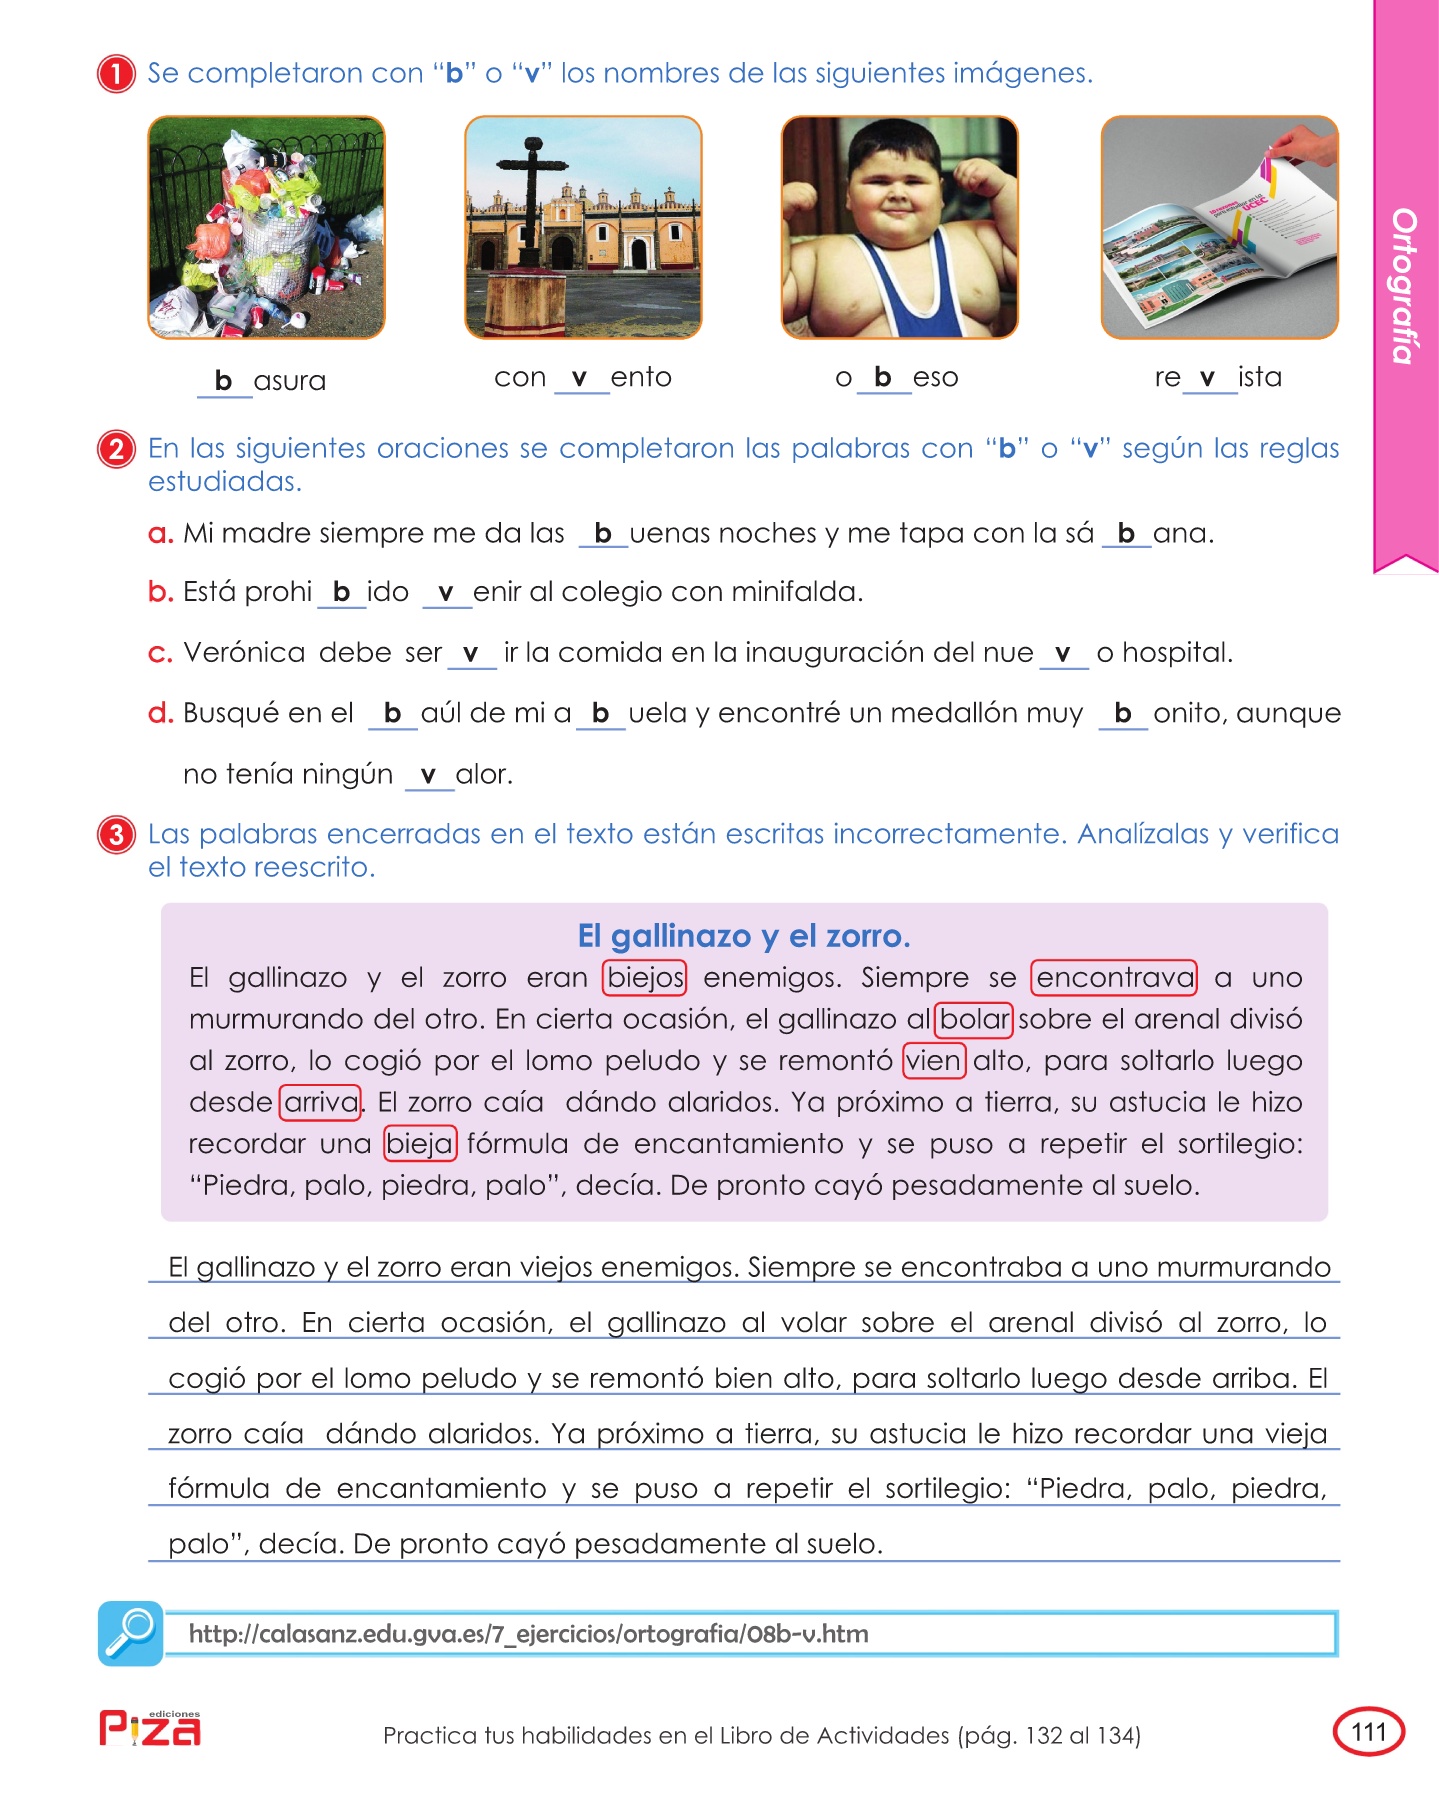 1 Se completaron con “b” o “v” los nombres de las siguientes imágenes.
UCEC
b asura
con v ento
o b eso
re v ista
Ortografía
2 En las siguientes oraciones se completaron las palabras con “b” o “v” según las reglas
estudiadas.
a. Mi madre siempre me da las b uenas noches y me tapa con la sá b ana.
b. Está prohi b ido v enir al colegio con minifalda.
c. Verónica debe ser v ir la comida en la inauguración del nue v o hospital.
d. Busqué en el b aúl de mi a b uela y encontré un medallón muy b onito, aunque
no tenía ningún v alor.
3 Las palabras encerradas en el texto están escritas incorrectamente. Analízalas y verifica
el texto reescrito.
El gallinazo y el zorro.
El gallinazo y el zorro eran biejos enemigos. Siempre se encontrava a uno
murmurando del otro. En cierta ocasión, el gallinazo al bolar sobre el arenal divisó
al zorro, lo cogió por el lomo peludo y se remontó vien alto, para soltarlo luego
desde arriva. El zorro caía dándo alaridos. Ya próximo a tierra, su astucia le hizo
recordar una bieja fórmula de encantamiento y se puso a repetir el sortilegio:
“Piedra, palo, piedra, palo”, decía. De pronto cayó pesadamente al suelo.
El gallinazo y el zorro eran viejos enemigos. Siempre se encontraba a uno murmurando
del otro. En cierta ocasión, el gallinazo al volar sobre el arenal divisó al zorro, lo
cogió por el lomo peludo y se remontó bien alto, para soltarlo luego desde arriba. El
zorro caía dándo alaridos. Ya próximo a tierra, su astucia le hizo recordar una vieja
fórmula de encantamiento y se puso a repetir el sortilegio: “Piedra, palo, piedra,
palo”, decía. De pronto cayó pesadamente al suelo.
http://calasanz.edu.gva.es/7_ejercicios/ortografia/08b-v.htm
ediciones
Piza
Practica tus habilidades en el Libro de Actividades (pág. 132 al 134)
111